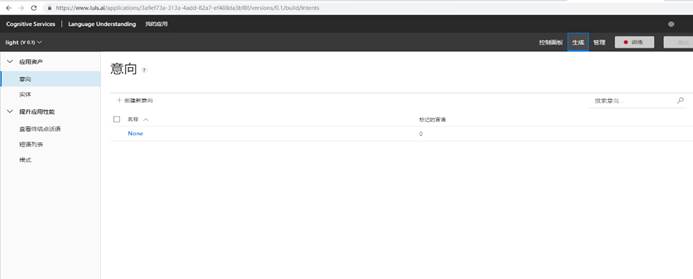 https://www.luis.ai/applications/3a9ef73a-313a-4add-82a7-ef468da3bf8f/versions/0.1/build/intents
Cognitive Services | Language Understanding 我的应用
light (V 0.1)
控制面板 生成 管理 训练
应用资产
意向
实体
提升应用性能
查看终结点话语
短语列表
模式
意向 ?
+ 创建新意向
搜索意向
名称
标记的言语
None
0